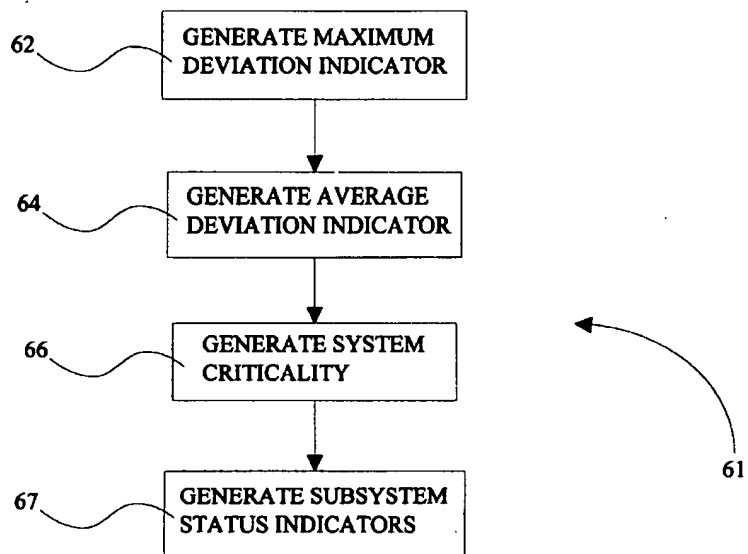 62
GENERATE MAXIMUM
DEVIATION INDICATOR
64
GENERATE AVERAGE
DEVIATION INDICATOR
66
GENERATE SYSTEM
CRITICALITY
61
67
GENERATE SUBSYSTEM
STATUS INDICATORS